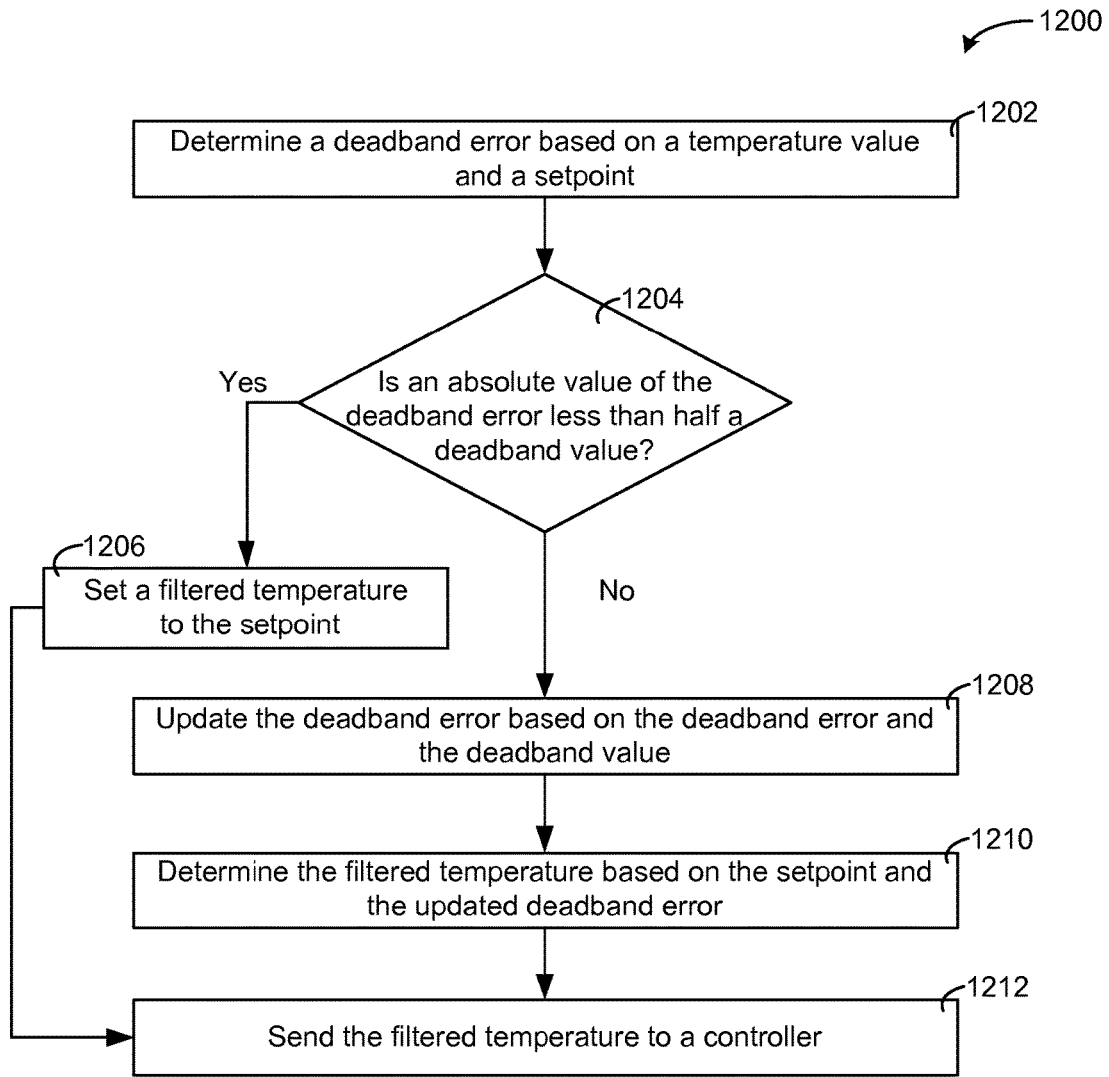 1200
1202
Determine a deadband error based on a temperature value
and a setpoint
1204
Yes
Is an absolute value of the
deadband error less than half a
deadband value?
1206
Set a filtered temperature
to the setpoint
No
1208
Update the deadband error based on the deadband error and
the deadband value
1210
Determine the filtered temperature based on the setpoint and
the updated deadband error
1212
Send the filtered temperature to a controller